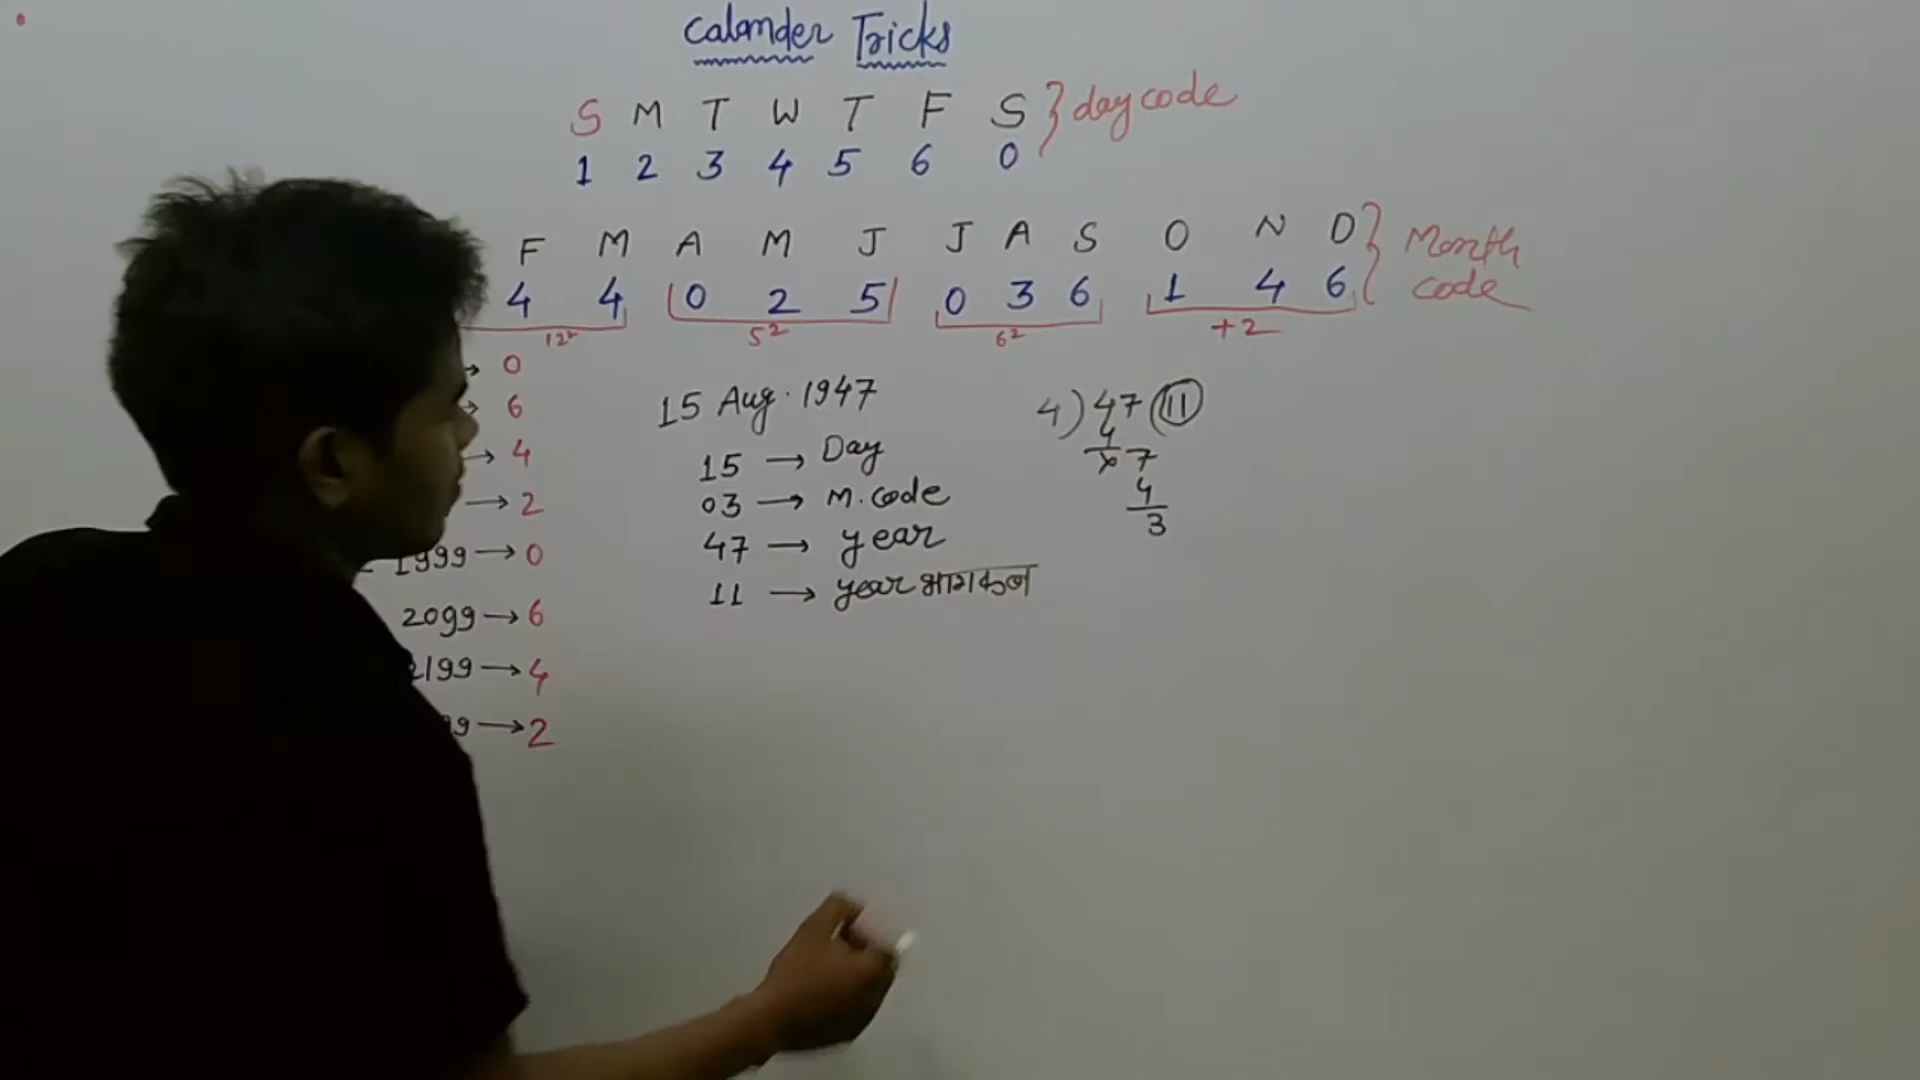 Calander Tricks
S M T W T F S } day code
1 2 3 4 5 6 0
F M A M J J A S O N D } Month code
4 4 0 2 5 0 3 6 1 4 6
12² 5² 6² +2
→ 0
→ 6
→ 4
→ 2
1999 → 0
2099 → 6
2199 → 4
99 → 2
15 Aug. 1947
15 → Day
03 → M. code
47 → year
11 → year भागफल
4)47(11
4
x7
4
3